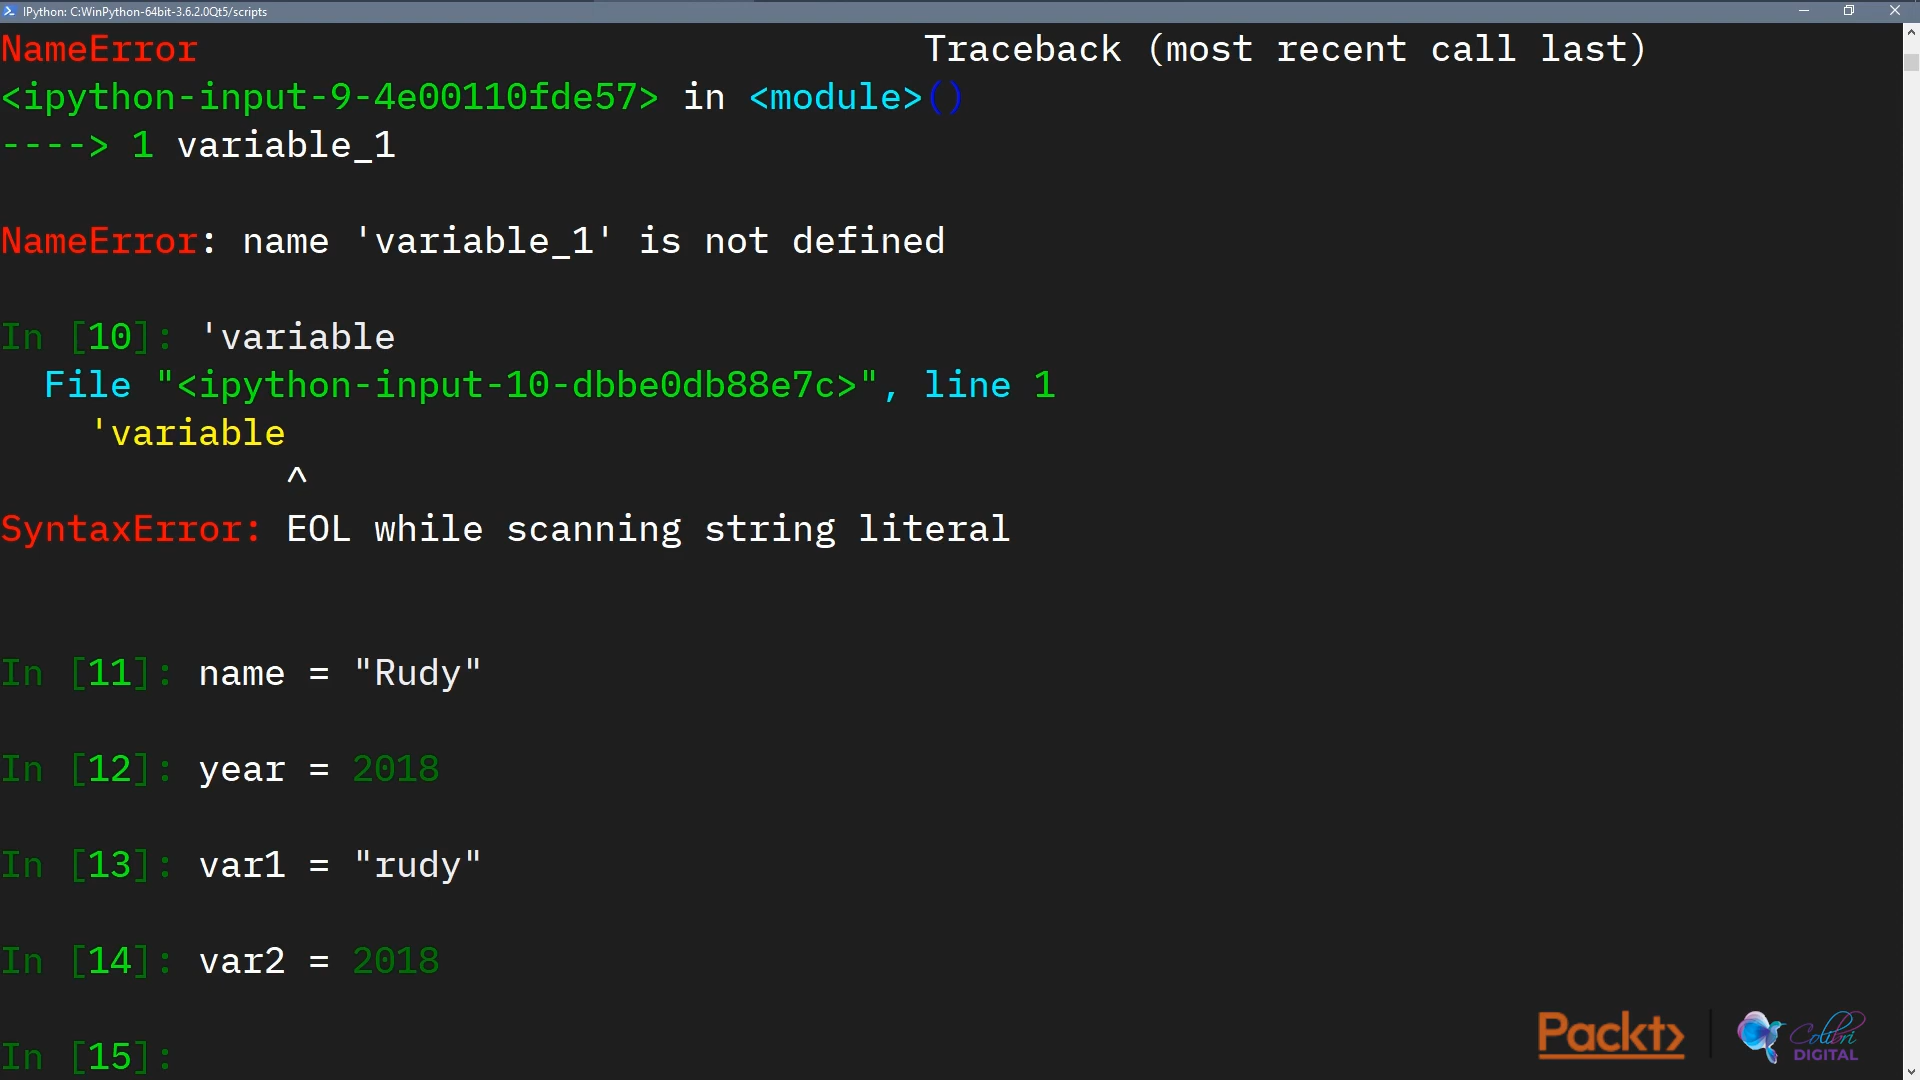 IPython: C:WinPython-64bit-3.6.2.0Qt5/scripts
NameError                                 Traceback (most recent call last)
<ipython-input-9-4e00110fde57> in <module>()
----> 1 variable_1
NameError: name 'variable_1' is not defined
In [10]: 'variable
  File "<ipython-input-10-dbbe0db88e7c>", line 1
    'variable
             ^
SyntaxError: EOL while scanning string literal
In [11]: name = "Rudy"
In [12]: year = 2018
In [13]: var1 = "rudy"
In [14]: var2 = 2018
In [15]:
Packt>
Colibri
DIGITAL